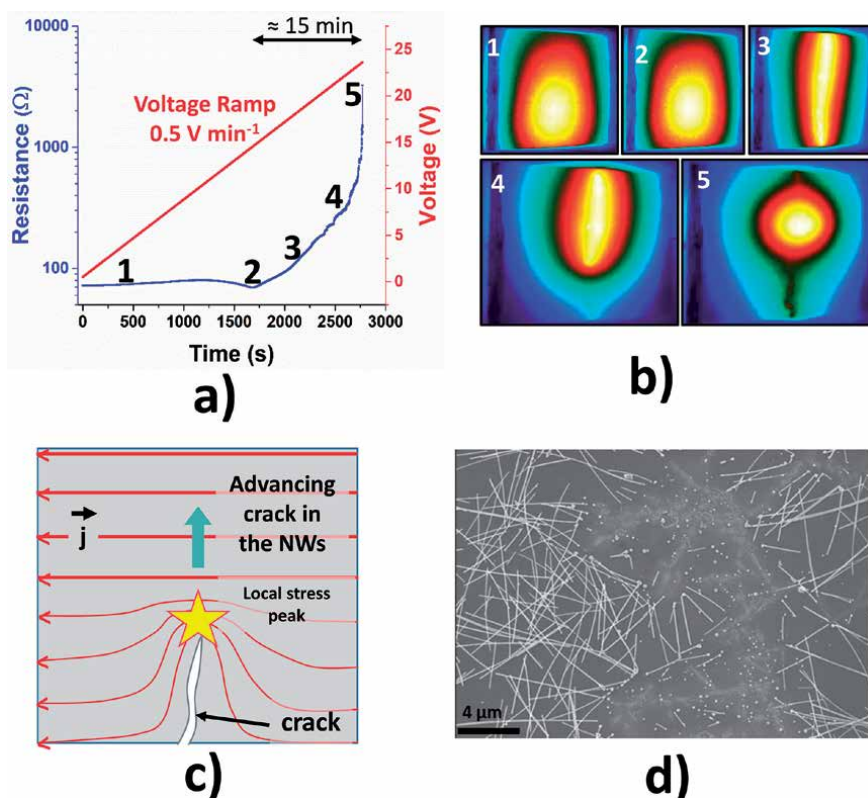 ≈ 15 min
10000
1000
100
Resistance (Ω)
Voltage Ramp
0.5 V min⁻¹
1
2
3
4
5
25
20
15
10
5
0
Voltage (V)
0
500
1000
1500
2000
2500
3000
Time (s)
a)
1
2
3
4
5
b)
j
Advancing
crack in
the NWs
Local stress
peak
crack
c)
4 µm
d)